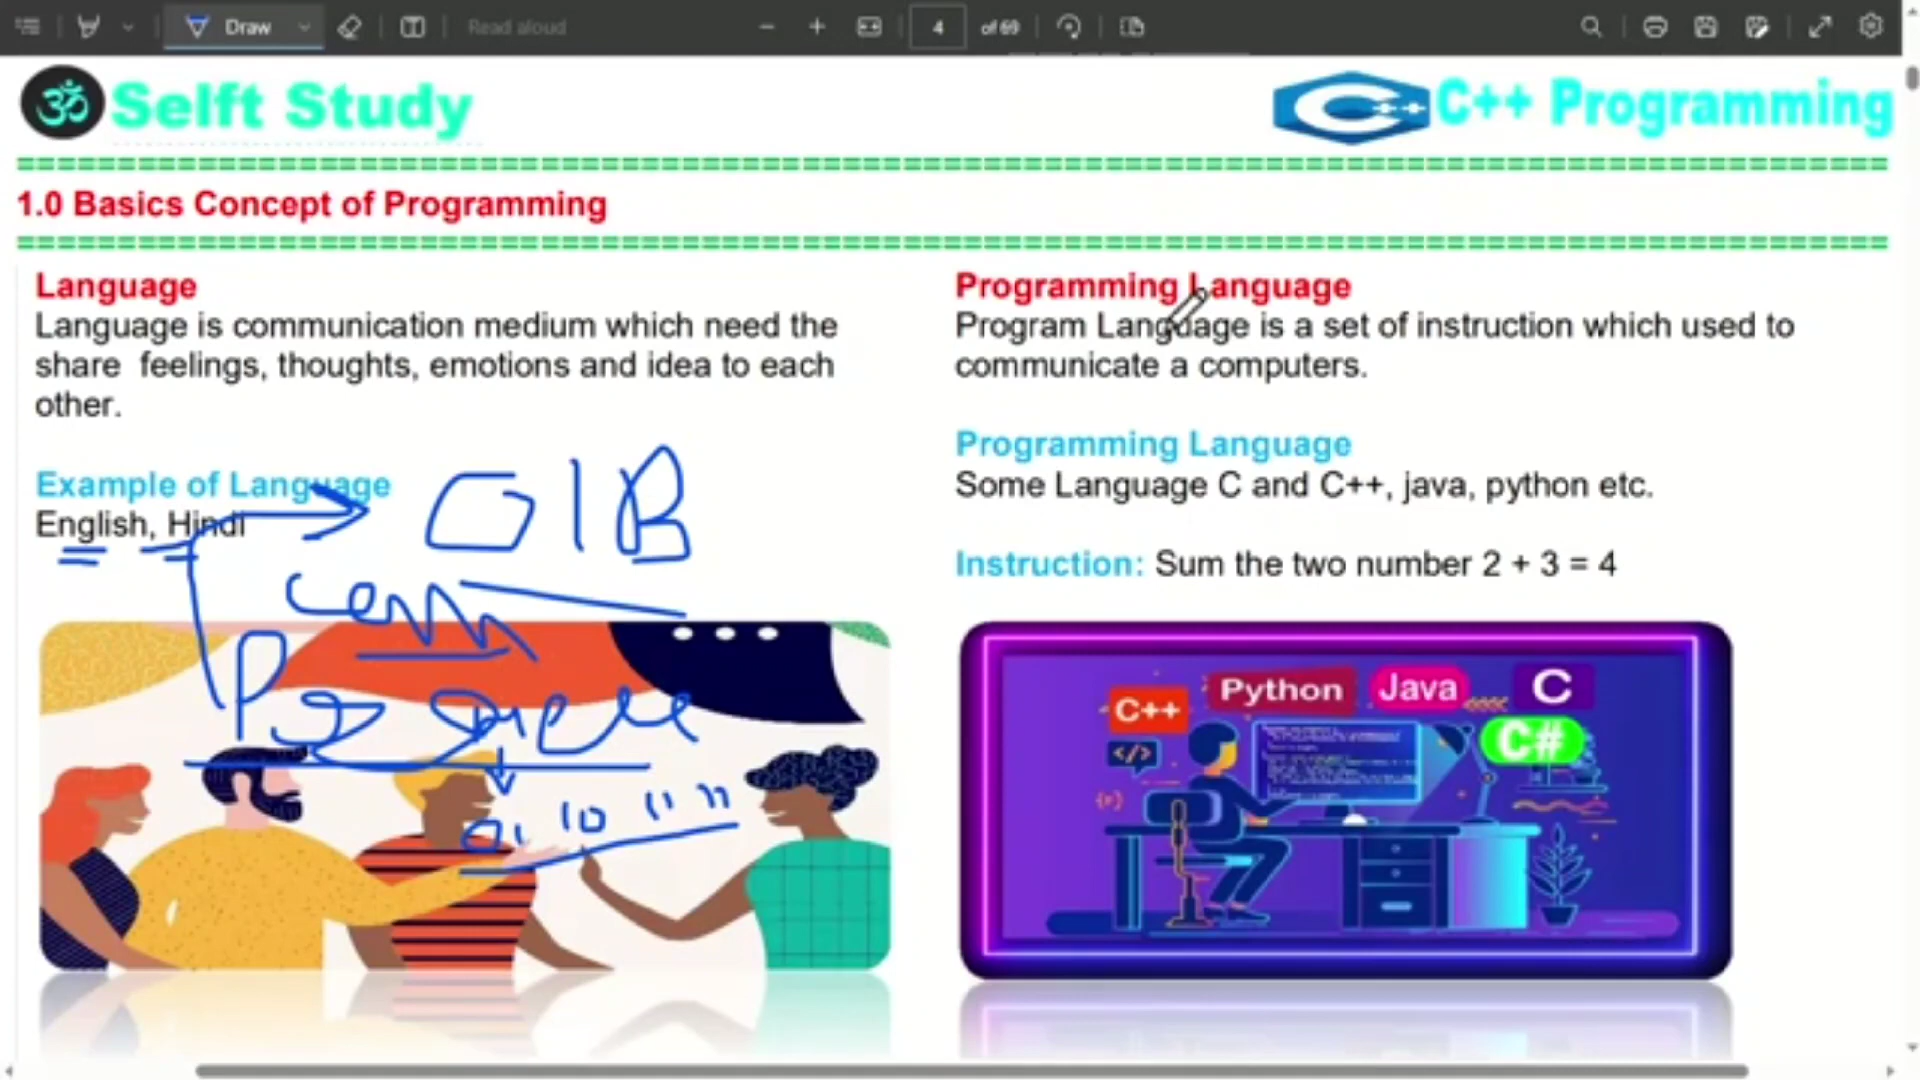 Draw
Read aloud
4 of 69
ॐ Selft Study
C++ Programming
1.0 Basics Concept of Programming
Language
Language is communication medium which need the
share feelings, thoughts, emotions and idea to each
other.
Example of Language
English, Hindi
Programming Language
Program Language is a set of instruction which used to
communicate a computers.
Programming Language
Some Language C and C++, java, python etc.
Instruction: Sum the two number 2 + 3 = 4
C++ Python Java C
C#
</>